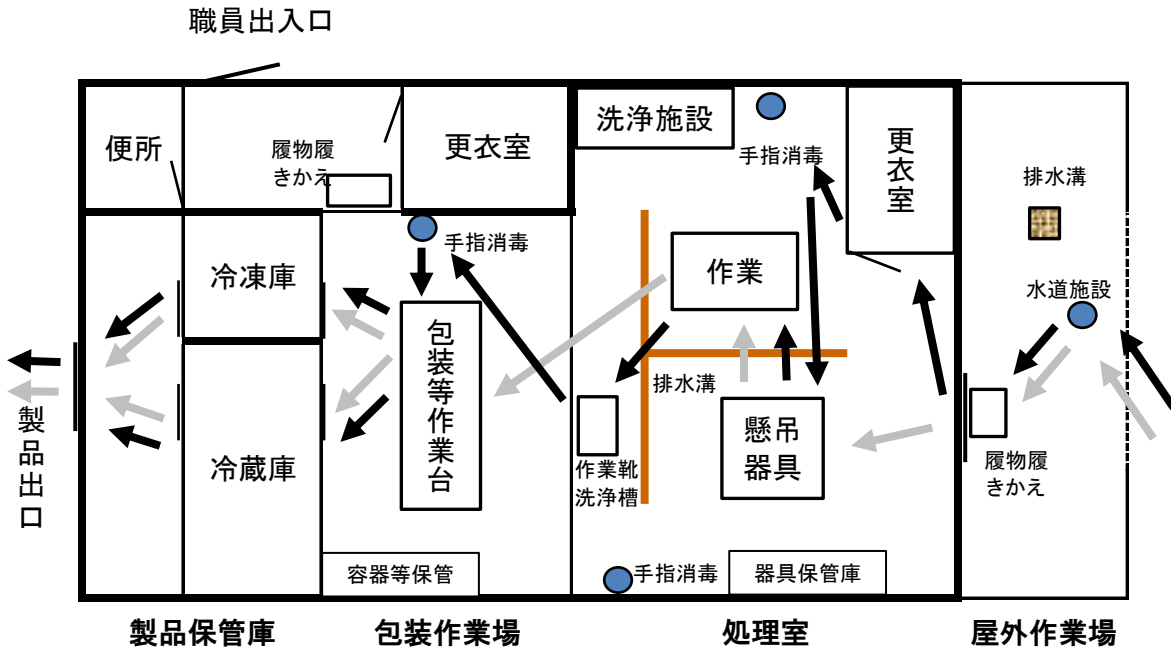 職員出入口
便所
履物履
きかえ
更衣室
洗浄施設
手指消毒
更
衣
室
排水溝
冷凍庫
手指消毒
作業
水道施設
包
装
等
作
業
台
排水溝
懸吊
器具
製
品
出
口
冷蔵庫
作業靴
洗浄槽
履物履
きかえ
容器等保管
手指消毒
器具保管庫
製品保管庫
包装作業場
処理室
屋外作業場